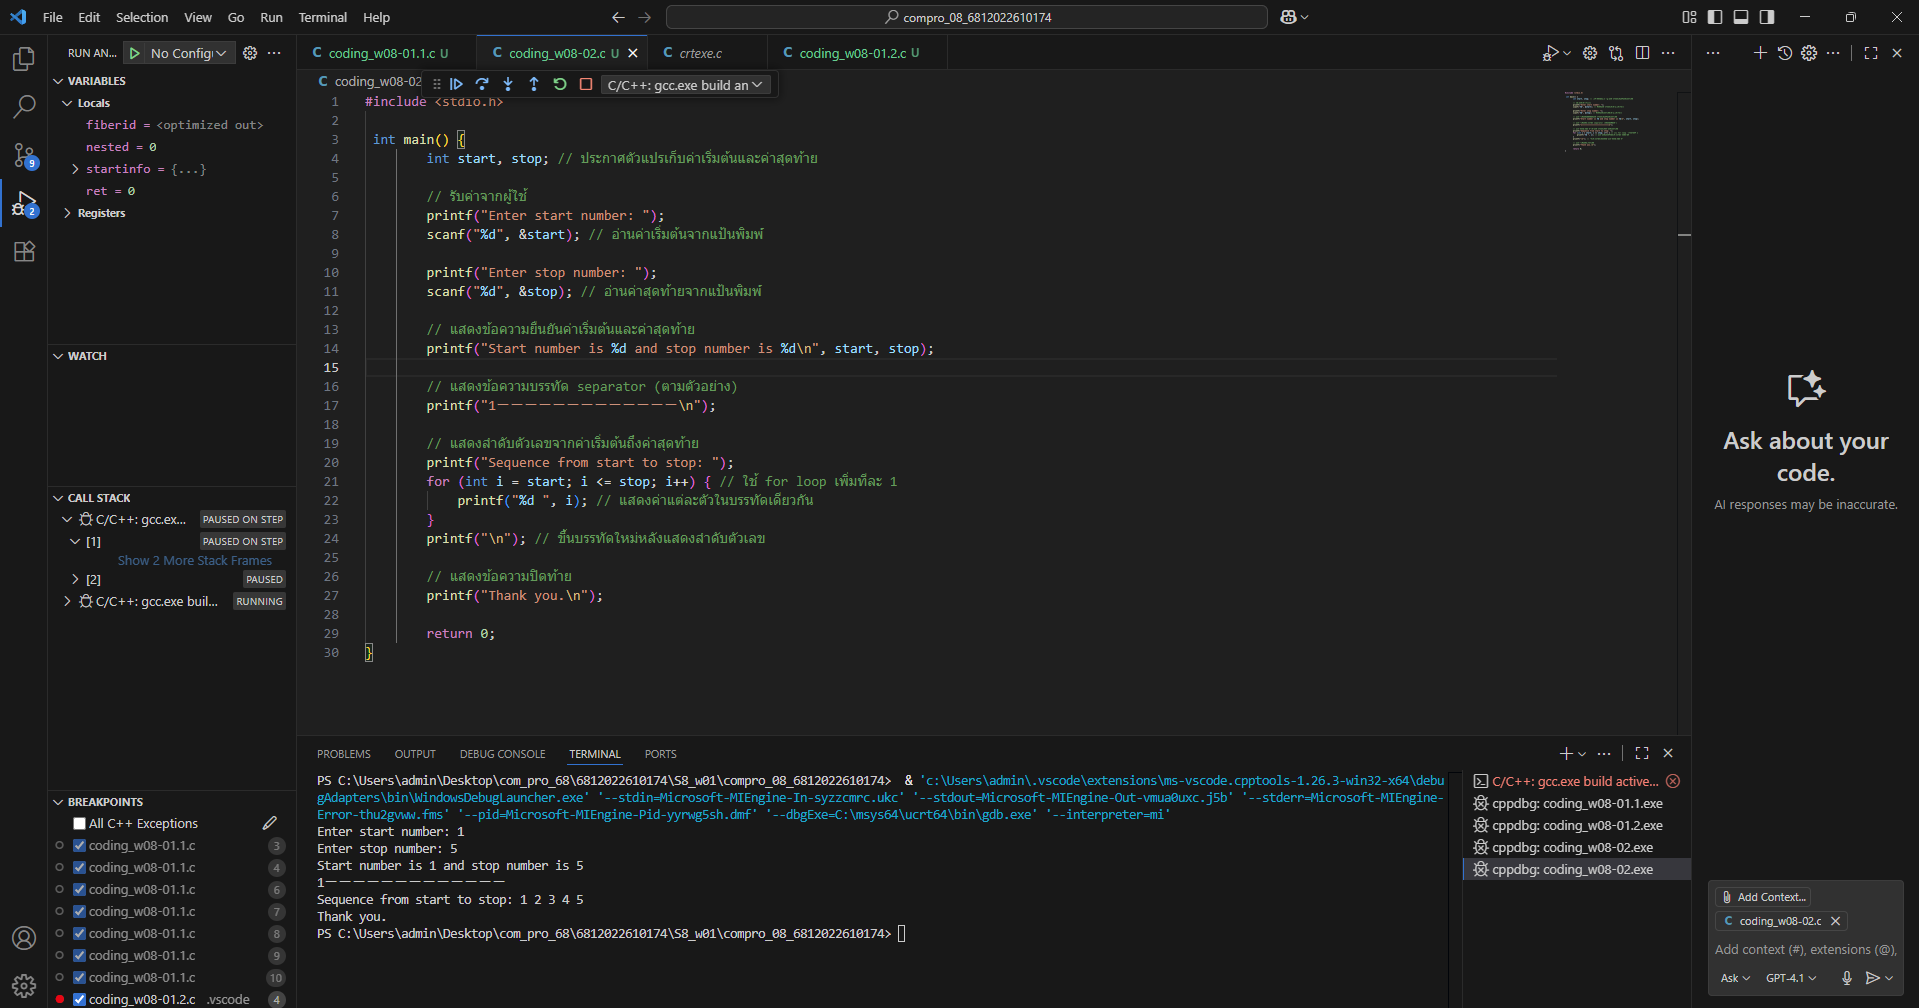 File Edit Selection View Go Run Terminal Help
compro_08_6812022610174
RUN AN... No Config
VARIABLES
Locals
fiberid = <optimized out>
nested = 0
startinfo = {...}
ret = 0
Registers
WATCH
CALL STACK
C/C++: gcc.ex... PAUSED ON STEP
[1] PAUSED ON STEP
Show 2 More Stack Frames
[2] PAUSED
C/C++: gcc.exe buil... RUNNING
BREAKPOINTS
All C++ Exceptions
coding_w08-01.1.c 3
coding_w08-01.1.c 4
coding_w08-01.1.c 6
coding_w08-01.1.c 7
coding_w08-01.1.c 8
coding_w08-01.1.c 9
coding_w08-01.1.c 10
coding_w08-01.2.c .vscode 4
9
2
C coding_w08-01.1.c U
C coding_w08-02.c U
C crtexe.c
C coding_w08-01.2.c U
C coding_w08-02
C/C++: gcc.exe build an
1 #include <stdio.h>
2
3 int main() {
4 int start, stop; // ประกาศตัวแปรเก็บค่าเริ่มต้นและค่าสุดท้าย
5
6 // รับค่าจากผู้ใช้
7 printf("Enter start number: ");
8 scanf("%d", &start); // อ่านค่าเริ่มต้นจากแป้นพิมพ์
9
10 printf("Enter stop number: ");
11 scanf("%d", &stop); // อ่านค่าสุดท้ายจากแป้นพิมพ์
12
13 // แสดงข้อความยืนยันค่าเริ่มต้นและค่าสุดท้าย
14 printf("Start number is %d and stop number is %d\n", start, stop);
15
16 // แสดงข้อความบรรทัด separator (ตามตัวอย่าง)
17 printf("1—————————————\n");
18
19 // แสดงลำดับตัวเลขจากค่าเริ่มต้นถึงค่าสุดท้าย
20 printf("Sequence from start to stop: ");
21 for (int i = start; i <= stop; i++) { // ใช้ for loop เพิ่มทีละ 1
22 printf("%d ", i); // แสดงค่าแต่ละตัวในบรรทัดเดียวกัน
23 }
24 printf("\n"); // ขึ้นบรรทัดใหม่หลังแสดงลำดับตัวเลข
25
26 // แสดงข้อความปิดท้าย
27 printf("Thank you.\n");
28
29 return 0;
30 }
PROBLEMS OUTPUT DEBUG CONSOLE TERMINAL PORTS
PS C:\Users\admin\Desktop\com_pro_68\6812022610174\S8_w01\compro_08_6812022610174> & 'c:\Users\admin\.vscode\extensions\ms-vscode.cpptools-1.26.3-win32-x64\debu
gAdapters\bin\WindowsDebugLauncher.exe' '--stdin=Microsoft-MIEngine-In-syzzcmrc.ukc' '--stdout=Microsoft-MIEngine-Out-vmua0uxc.j5b' '--stderr=Microsoft-MIEngine-
Error-thu2gvww.fms' '--pid=Microsoft-MIEngine-Pid-yyrwg5sh.dmf' '--dbgExe=C:\msys64\ucrt64\bin\gdb.exe' '--interpreter=mi'
Enter start number: 1
Enter stop number: 5
Start number is 1 and stop number is 5
1—————————————
Sequence from start to stop: 1 2 3 4 5
Thank you.
PS C:\Users\admin\Desktop\com_pro_68\6812022610174\S8_w01\compro_08_6812022610174>
C/C++: gcc.exe build active...
cppdbg: coding_w08-01.1.exe
cppdbg: coding_w08-01.2.exe
cppdbg: coding_w08-02.exe
cppdbg: coding_w08-02.exe
Ask about your
code.
AI responses may be inaccurate.
Add Context...
C coding_w08-02.c
Add context (#), extensions (@),
Ask GPT-4.1